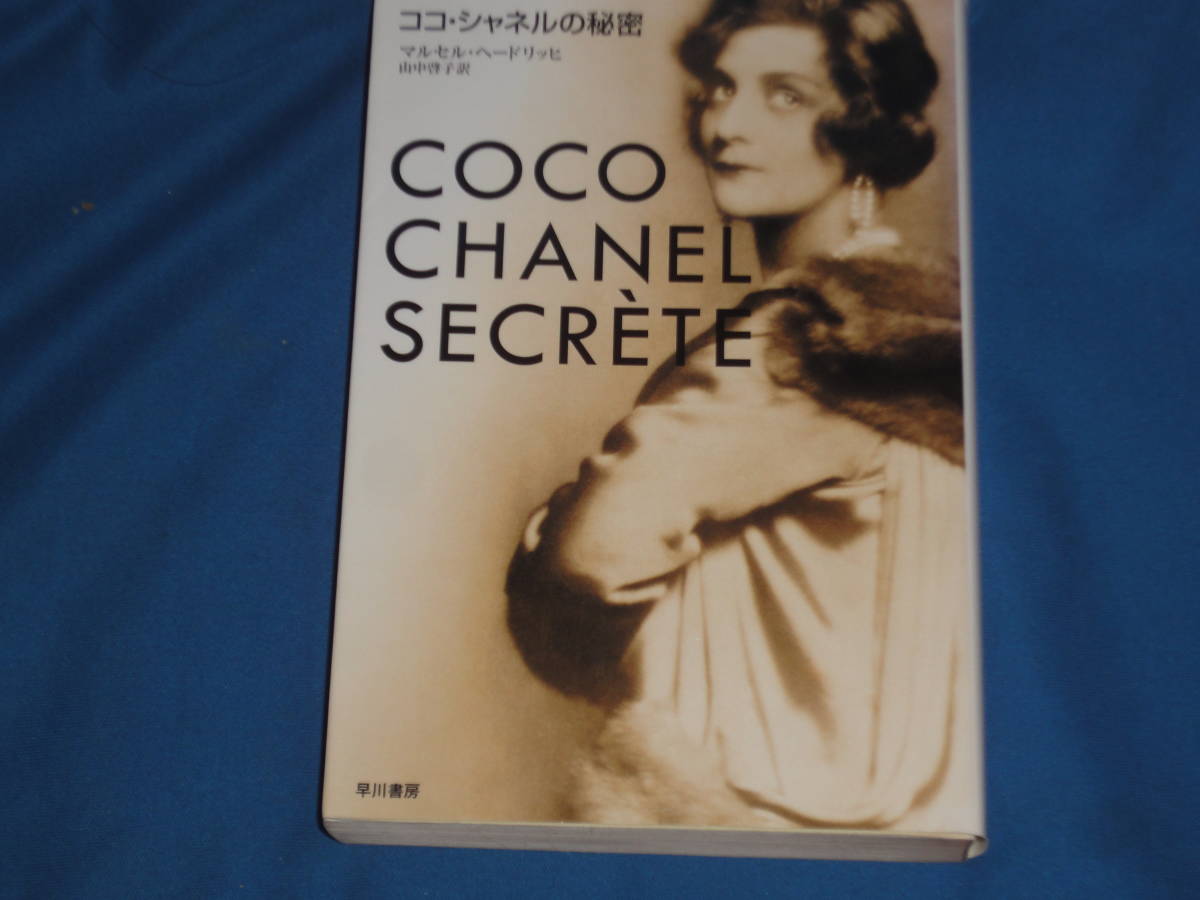 ココ・シャネルの秘密
マルセル・ヘードリッヒ
山中啓子訳
COCO
CHANEL
SECRÈTE
早川書房